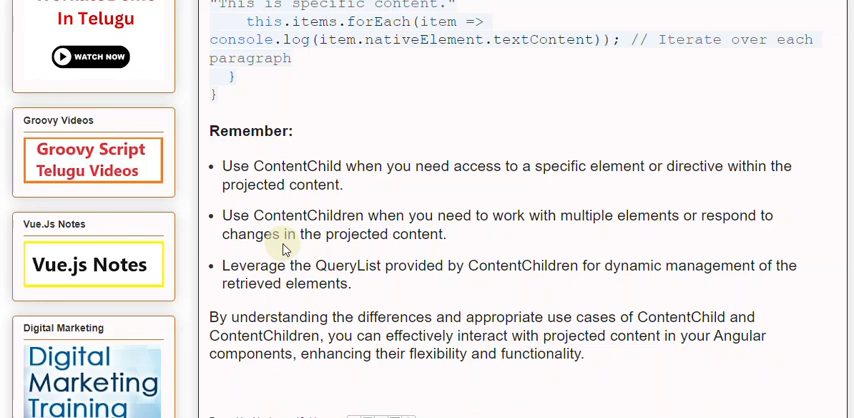 In Telugu
WATCH NOW
Groovy Videos
Groovy Script
Telugu Videos
Vue.Js Notes
Vue.js Notes
Digital Marketing
Digital
Marketing
Training
"This is specific content."
this.items.forEach(item =>
console.log(item.nativeElement.textContent)); // Iterate over each
paragraph
}
}
Remember:
• Use ContentChild when you need access to a specific element or directive within the
projected content.
• Use ContentChildren when you need to work with multiple elements or respond to
changes in the projected content.
• Leverage the QueryList provided by ContentChildren for dynamic management of the
retrieved elements.
By understanding the differences and appropriate use cases of ContentChild and
ContentChildren, you can effectively interact with projected content in your Angular
components, enhancing their flexibility and functionality.